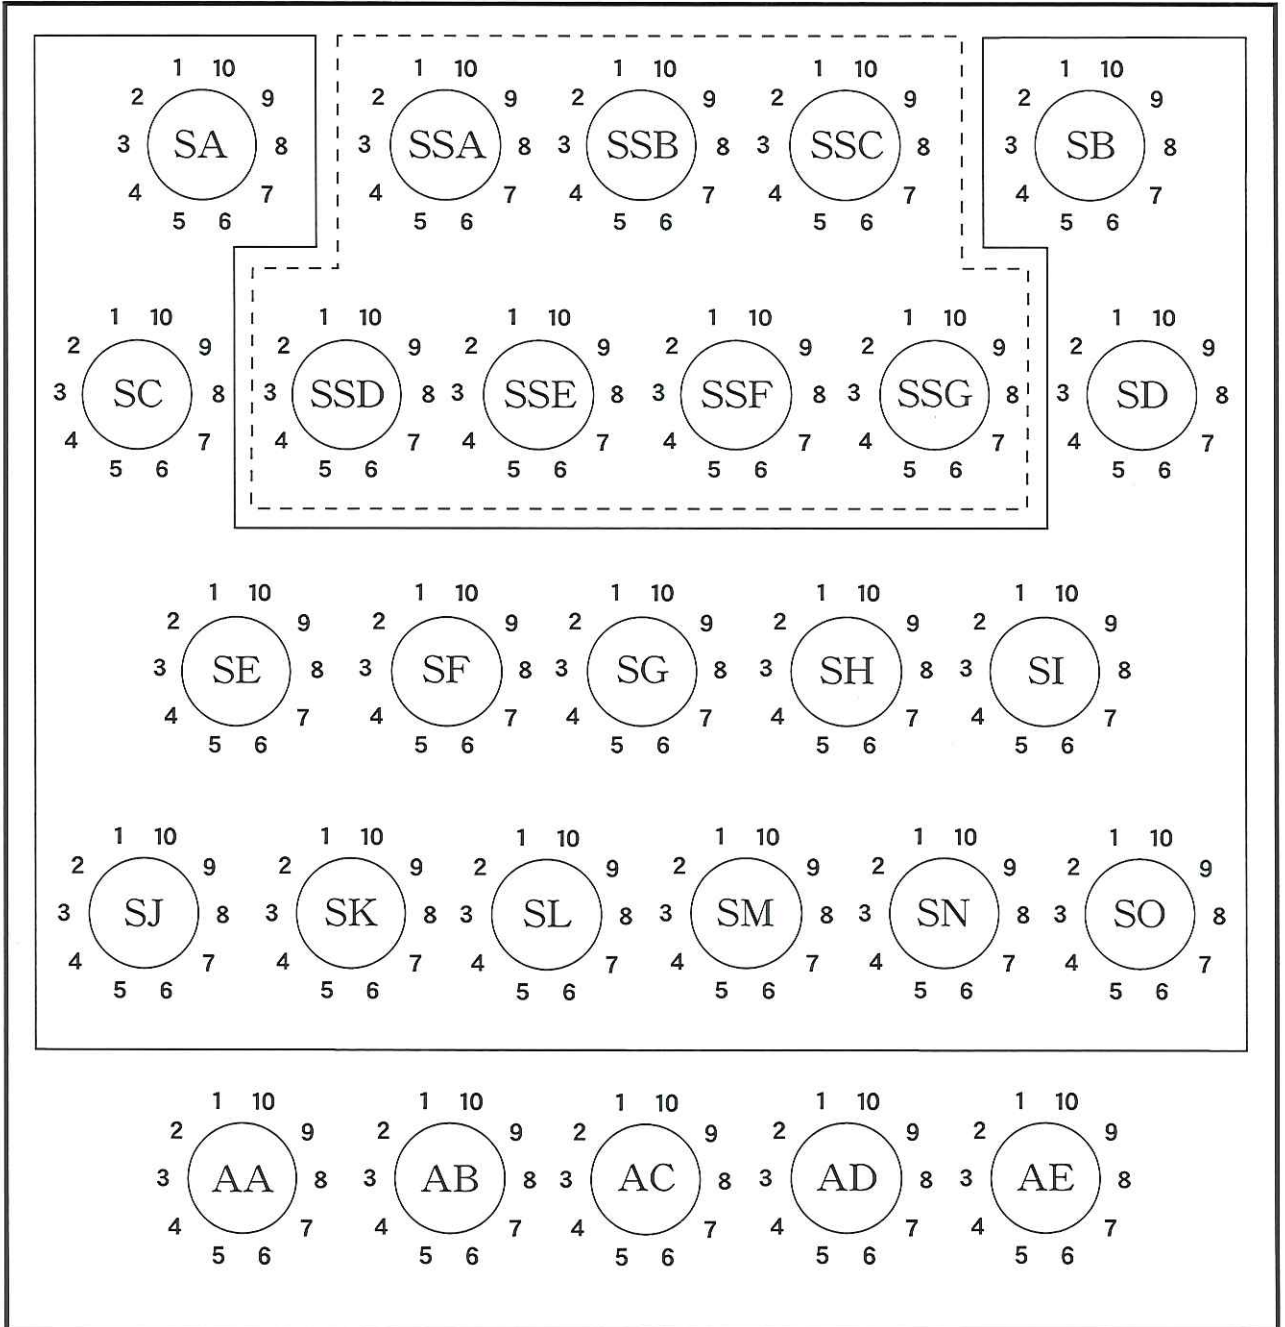 1 10 1 10 1 10 1 10 1 10
2 9 2 9 2 9 2 9 2 9
3 SA 8 3 SSA 8 3 SSB 8 3 SSC 8 3 SB 8
4 7 4 7 4 7 4 7 4 7
5 6 5 6 5 6 5 6 5 6
1 10 1 10 1 10 1 10 1 10 1 10
2 9 2 9 2 9 2 9 2 9 2 9
3 SC 8 3 SSD 8 3 SSE 8 3 SSF 8 3 SSG 8 3 SD 8
4 7 4 7 4 7 4 7 4 7 4 7
5 6 5 6 5 6 5 6 5 6 5 6
1 10 1 10 1 10 1 10 1 10
2 9 2 9 2 9 2 9 2 9
3 SE 8 3 SF 8 3 SG 8 3 SH 8 3 SI 8
4 7 4 7 4 7 4 7 4 7
5 6 5 6 5 6 5 6 5 6
1 10 1 10 1 10 1 10 1 10 1 10
2 9 2 9 2 9 2 9 2 9 2 9
3 SJ 8 3 SK 8 3 SL 8 3 SM 8 3 SN 8 3 SO 8
4 7 4 7 4 7 4 7 4 7 4 7
5 6 5 6 5 6 5 6 5 6 5 6
1 10 1 10 1 10 1 10 1 10
2 9 2 9 2 9 2 9 2 9
3 AA 8 3 AB 8 3 AC 8 3 AD 8 3 AE 8
4 7 4 7 4 7 4 7 4 7
5 6 5 6 5 6 5 6 5 6